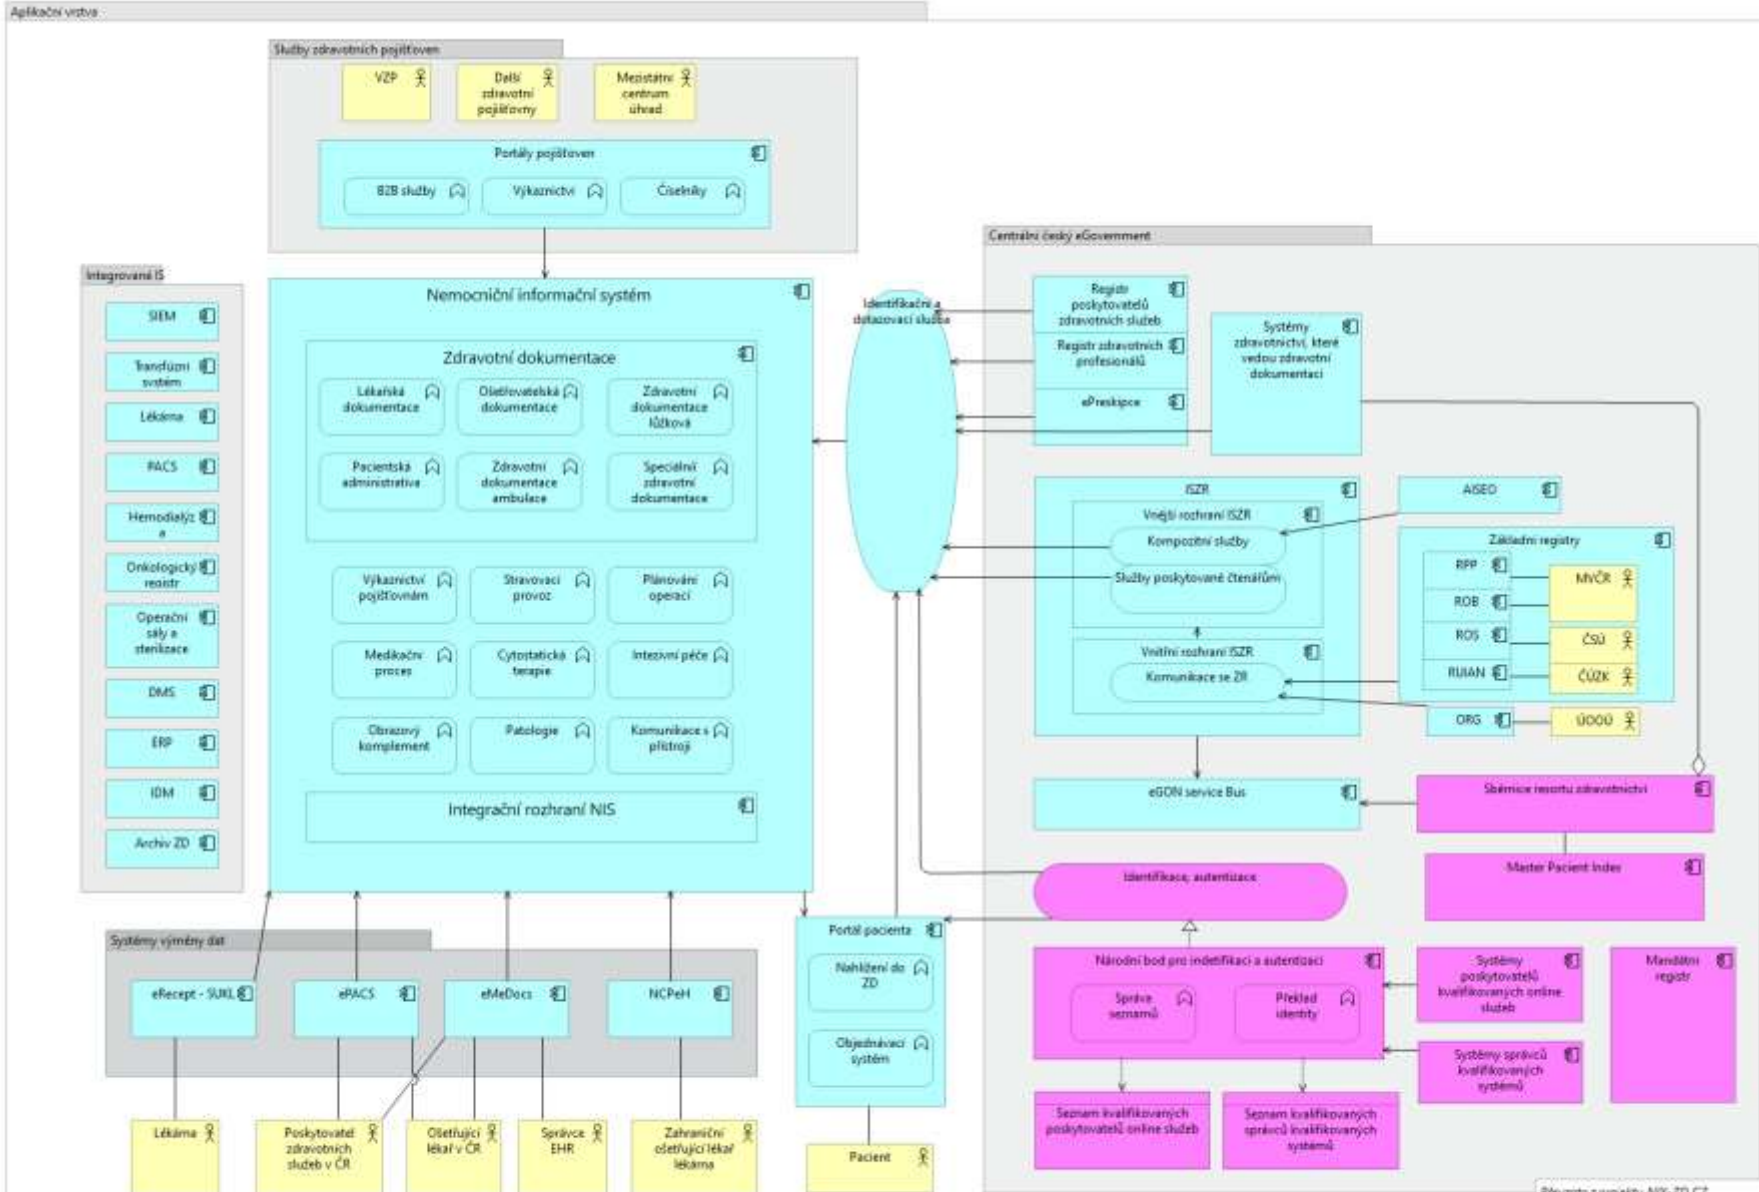 Aplikační vrstva
Služby zdravotních pojišťoven
VZP
Další
zdravotní
pojišťovny
Mezistátní
centrum
úhrad
Portály pojišťoven
B2B služby
Výkaznictví
Číselníky
Integrované IS
SIEM
Transfúzní
systém
Lékárna
PACS
Hemodialýz
a
Onkologický
registr
Operační
sály a
sterilizace
DMS
ERP
IDM
Archiv ZD
Nemocniční informační systém
Zdravotní dokumentace
Lékařská
dokumentace
Ošetřovatelská
dokumentace
Zdravotní
dokumentace
lůžková
Pacientská
administrativa
Zdravotní
dokumentace
ambulace
Speciální
zdravotní
dokumentace
Výkaznictví
pojišťovnám
Stravovací
provoz
Plánování
operací
Medikační
proces
Cytostatická
terapie
Intezivní péče
Obrazový
komplement
Patologie
Komunikace s
přístroji
Integrační rozhraní NIS
Identifikační a
dotazovací služba
Centrální český eGovernment
Registr
poskytovatelů
zdravotních služeb
Registr zdravotních
profesionálů
ePreskipce
Systémy
zdravotnictví, které
vedou zdravotní
dokumentaci
ISZR
Vnější rozhraní ISZR
Kompozitní služby
Služby poskytované čtenářům
Vnitřní rozhraní ISZR
Komunikace se ZR
AISEO
Základní registry
RPP
ROB
ROS
RUIAN
MVČR
ČSÚ
ČÚZK
ORG
ÚOOÚ
eGON service Bus
Sběrnice resortu zdravotnictví
Master Pacient Index
Identifikace, autentizace
Národní bod pro indetifikaci a autentizaci
Správa
seznamů
Překlad
identity
Systémy
poskytovatelů
kvalifikovaných online
služeb
Mandátní
registr
Systémy správců
kvalifikovaných
systémů
Seznam kvalifikovaných
poskytovatelů online služeb
Seznam kvalifikovaných
správců kvalifikovaných
systémů
Portál pacienta
Nahlížení do
ZD
Objednávací
systém
Pacient
Systémy výměny dat
eRecept - SUKL
ePACS
eMeDocs
NCPeH
Lékárna
Poskytovatel
zdravotních
služeb v ČR
Ošetřující
lékař v ČR
Správce
EHR
Zahraniční
ošetřující lékař
lékárna